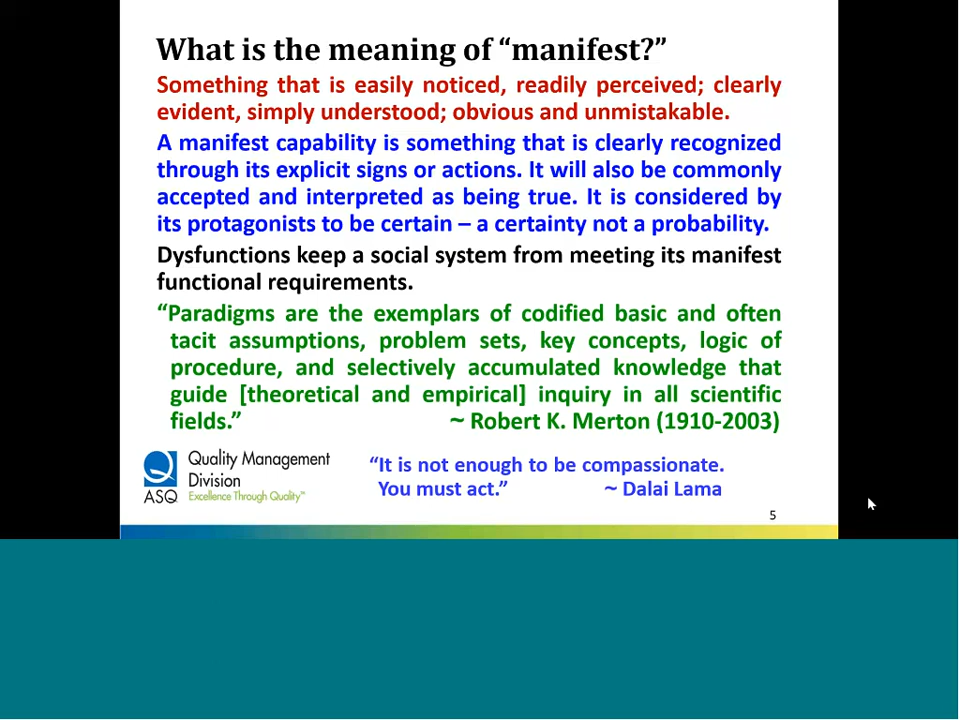 What is the meaning of “manifest?”
Something that is easily noticed, readily perceived; clearly
evident, simply understood; obvious and unmistakable.
A manifest capability is something that is clearly recognized
through its explicit signs or actions. It will also be commonly
accepted and interpreted as being true. It is considered by
its protagonists to be certain – a certainty not a probability.
Dysfunctions keep a social system from meeting its manifest
functional requirements.
“Paradigms are the exemplars of codified basic and often
tacit assumptions, problem sets, key concepts, logic of
procedure, and selectively accumulated knowledge that
guide [theoretical and empirical] inquiry in all scientific
fields.” ~ Robert K. Merton (1910-2003)
ASQ
Quality Management
Division
Excellence Through Quality™
“It is not enough to be compassionate.
You must act.” ~ Dalai Lama
5